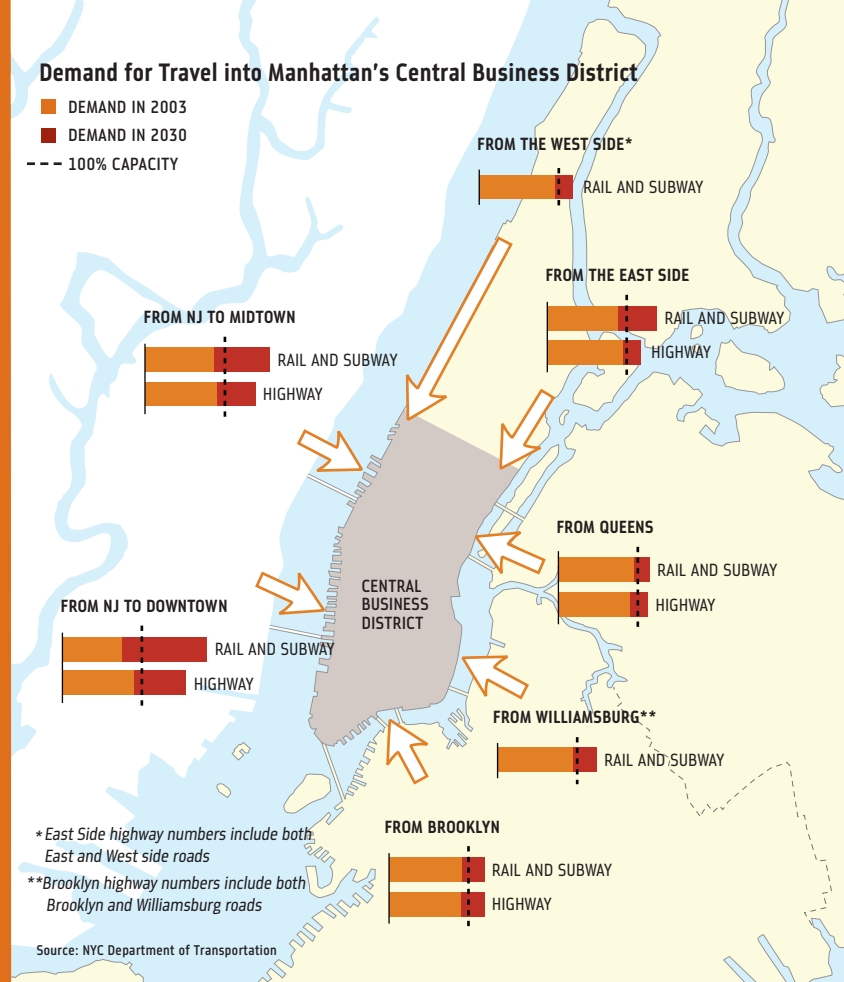 Demand for Travel into Manhattan's Central Business District
DEMAND IN 2003
DEMAND IN 2030
100% CAPACITY
FROM THE WEST SIDE*
RAIL AND SUBWAY
FROM THE EAST SIDE
RAIL AND SUBWAY
HIGHWAY
FROM NJ TO MIDTOWN
RAIL AND SUBWAY
HIGHWAY
FROM QUEENS
RAIL AND SUBWAY
HIGHWAY
CENTRAL
BUSINESS
DISTRICT
FROM NJ TO DOWNTOWN
RAIL AND SUBWAY
HIGHWAY
FROM WILLIAMSBURG**
RAIL AND SUBWAY
FROM BROOKLYN
RAIL AND SUBWAY
HIGHWAY
*East Side highway numbers include both
East and West side roads
**Brooklyn highway numbers include both
Brooklyn and Williamsburg roads
Source: NYC Department of Transportation